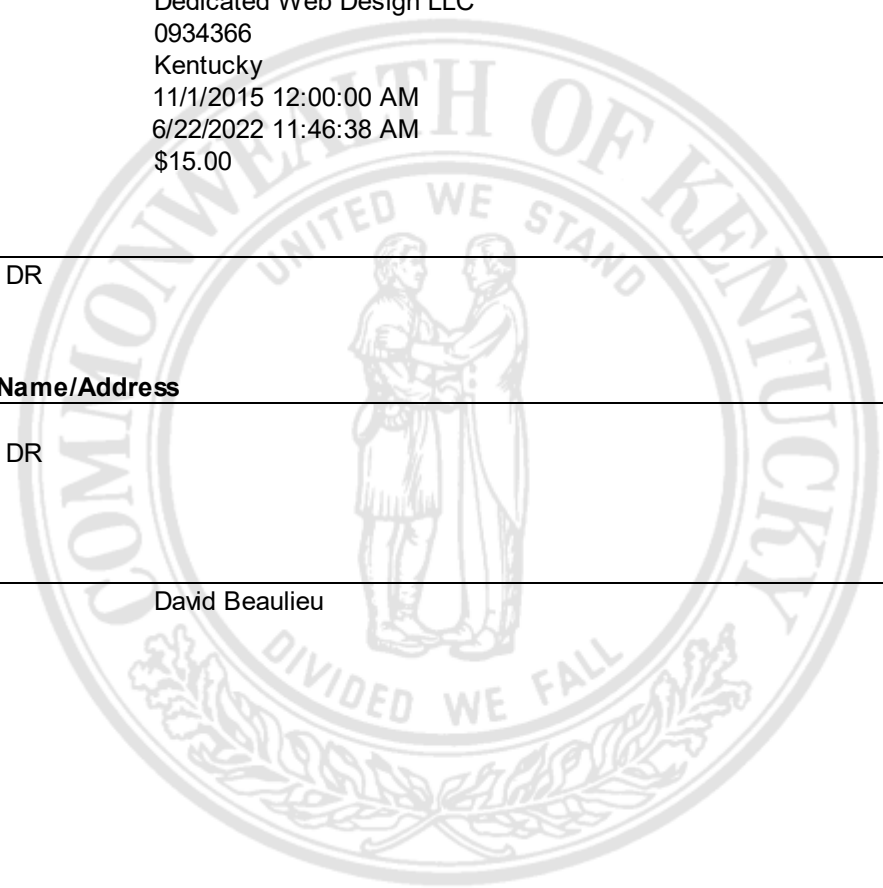 Dedicated Web Design LLC
0934366
Kentucky
11/1/2015 12:00:00 AM
6/22/2022 11:46:38 AM
$15.00
COMMONWEALTH OF KENTUCKY
UNITED WE STAND
DR
Name/Address
DR
David Beaulieu
DIVIDED WE FALL